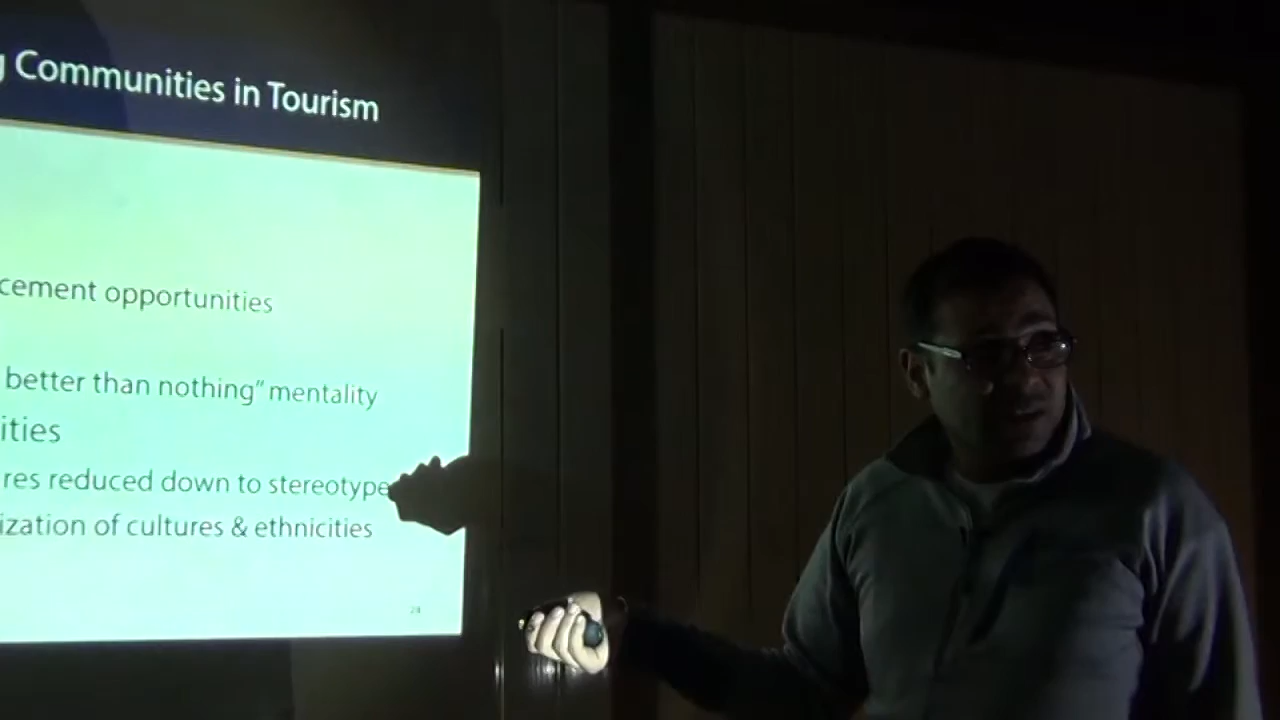 Communities in Tourism
cement opportunities
better than nothing" mentality
ities
res reduced down to stereotype
ization of cultures & ethnicities